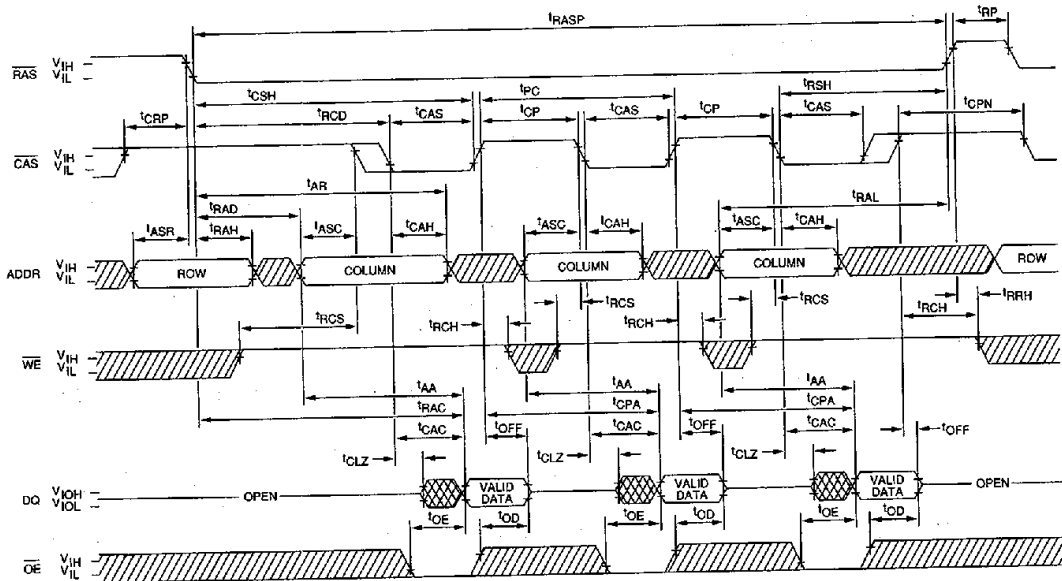 tRASP tRP
RAS VIH
VIL
tCSH tPC tRSH
tCRP tRCD tCAS tCP tCAS tCP tCAS tCPN
CAS VIH
VIL
tAR tRAL
tRAD
tASR tRAH tASC tCAH tASC tCAH tASC tCAH
ADDR VIH
VIL
ROW COLUMN COLUMN COLUMN ROW
tRCS tRCH tRCS tRCH tRCS tRCH tRRH
WE VIH
VIL
tAA tAA tAA
tRAC tCPA tCPA
tCAC tOFF tCAC tOFF tCAC tOFF
tCLZ tCLZ tCLZ
DQ VIOH
VIOL
OPEN VALID DATA VALID DATA VALID DATA OPEN
tOE tOD tOE tOD tOE tOD
OE VIH
VIL